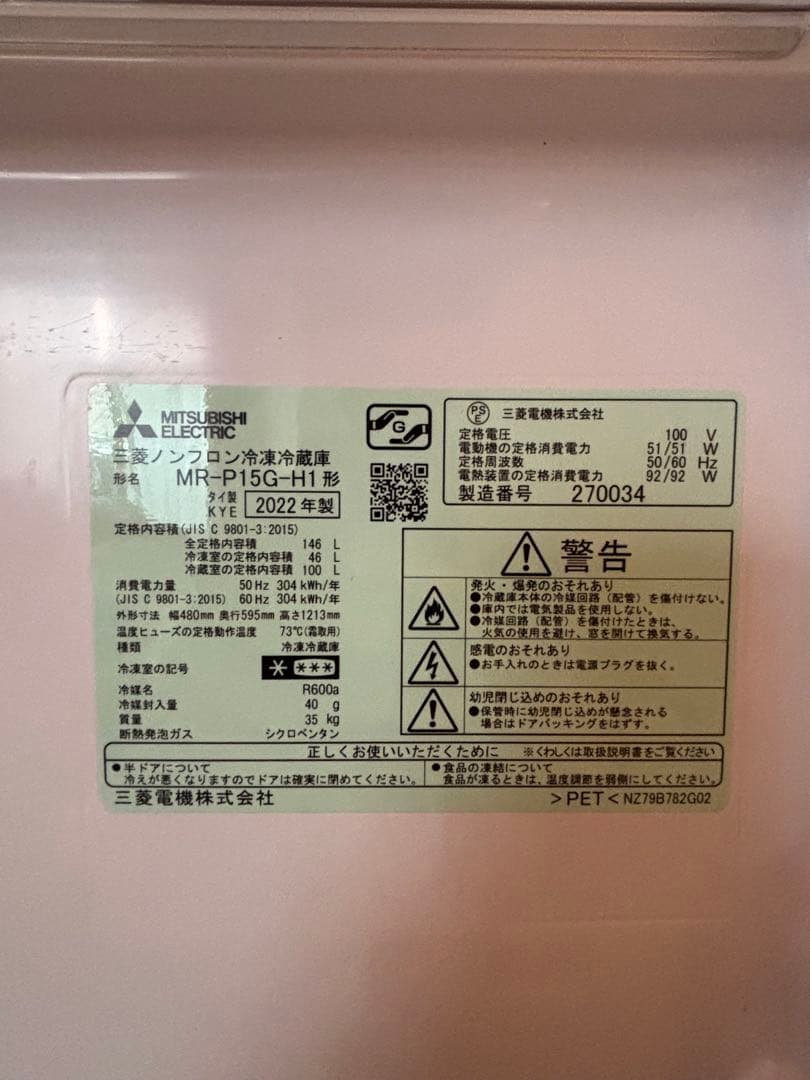 MITSUBISHI
ELECTRIC
三菱ノンフロン冷凍冷蔵庫
形名 MR-P15G-H1形
タイ製
KYE 2022年製
定格内容積(JIS C 9801-3:2015)
全定格内容積 146 L
冷凍室の定格内容積 46 L
冷蔵室の定格内容積 100 L
消費電力量 50Hz 304kWh/年
(JIS C 9801-3:2015) 60Hz 304kWh/年
外形寸法 幅480mm 奥行595mm 高さ1213mm
温度ヒューズの定格動作温度 73℃(霜取用)
種類 冷凍冷蔵庫
冷凍室の記号 * ***
冷媒名 R600a
冷媒封入量 40 g
質量 35 kg
断熱発泡ガス シクロペンタン
G
PSE 三菱電機株式会社
定格電圧 100 V
電動機の定格消費電力 51/51 W
定格周波数 50/60 Hz
電熱装置の定格消費電力 92/92 W
製造番号 270034
警告
発火・爆発のおそれあり
●冷蔵庫本体の冷媒回路(配管)を傷付けない。
●庫内では電気製品を使用しない。
●冷媒回路(配管)を傷付けたときは、
火気の使用を避け、窓を開けて換気する。
感電のおそれあり
●お手入れのときは電源プラグを抜く。
幼児閉じ込めのおそれあり
●保管時に幼児閉じ込めが懸念される
場合はドアパッキングをはずす。
正しくお使いいただくために ※くわしくは取扱説明書をご覧ください
●半ドアについて
冷えが悪くなりますのでドアは確実に閉めてください。
●食品の凍結について
食品が凍るときは、温度調節を弱側にしてください。
三菱電機株式会社 >PET< NZ79B782G02